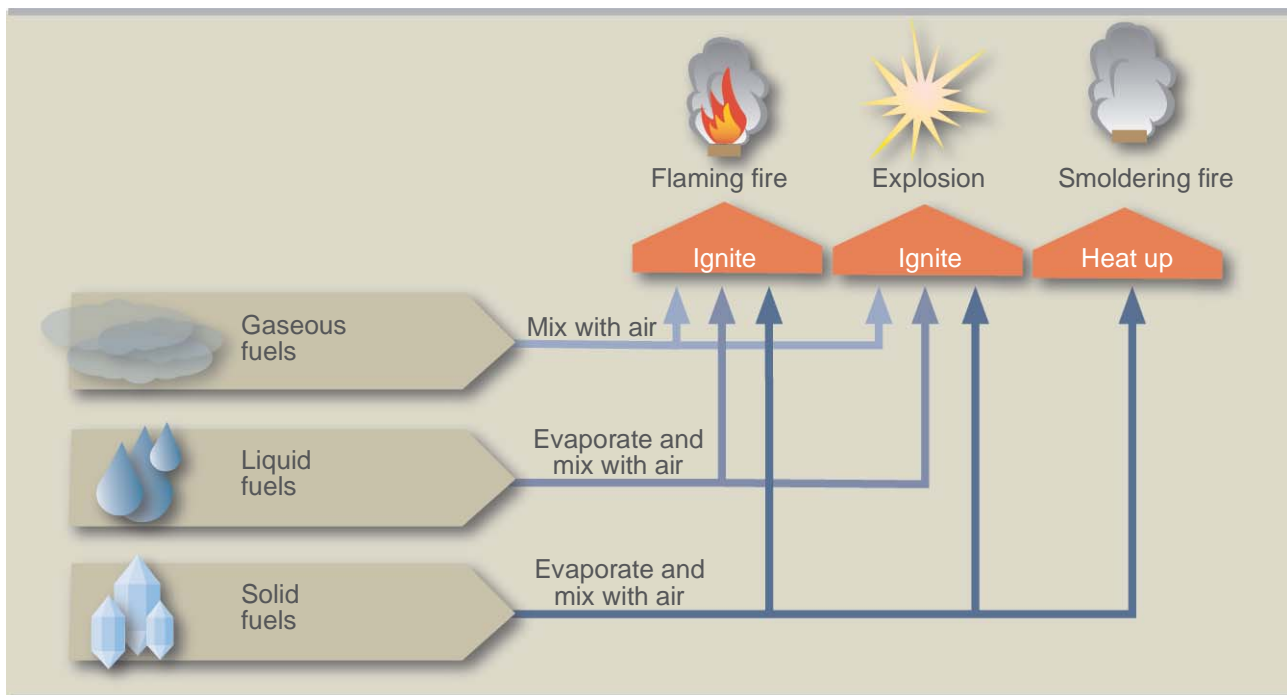 Flaming fire
Explosion
Smoldering fire
Ignite
Ignite
Heat up
Gaseous
fuels
Mix with air
Liquid
fuels
Evaporate and
mix with air
Solid
fuels
Evaporate and
mix with air